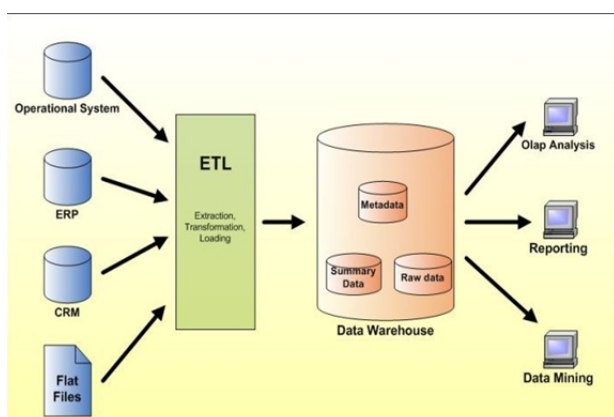 Operational System
ERP
CRM
Flat
Files
ETL
Extraction,
Transformation,
Loading
Metadata
Summary
Data
Raw data
Data Warehouse
Olap Analysis
Reporting
Data Mining